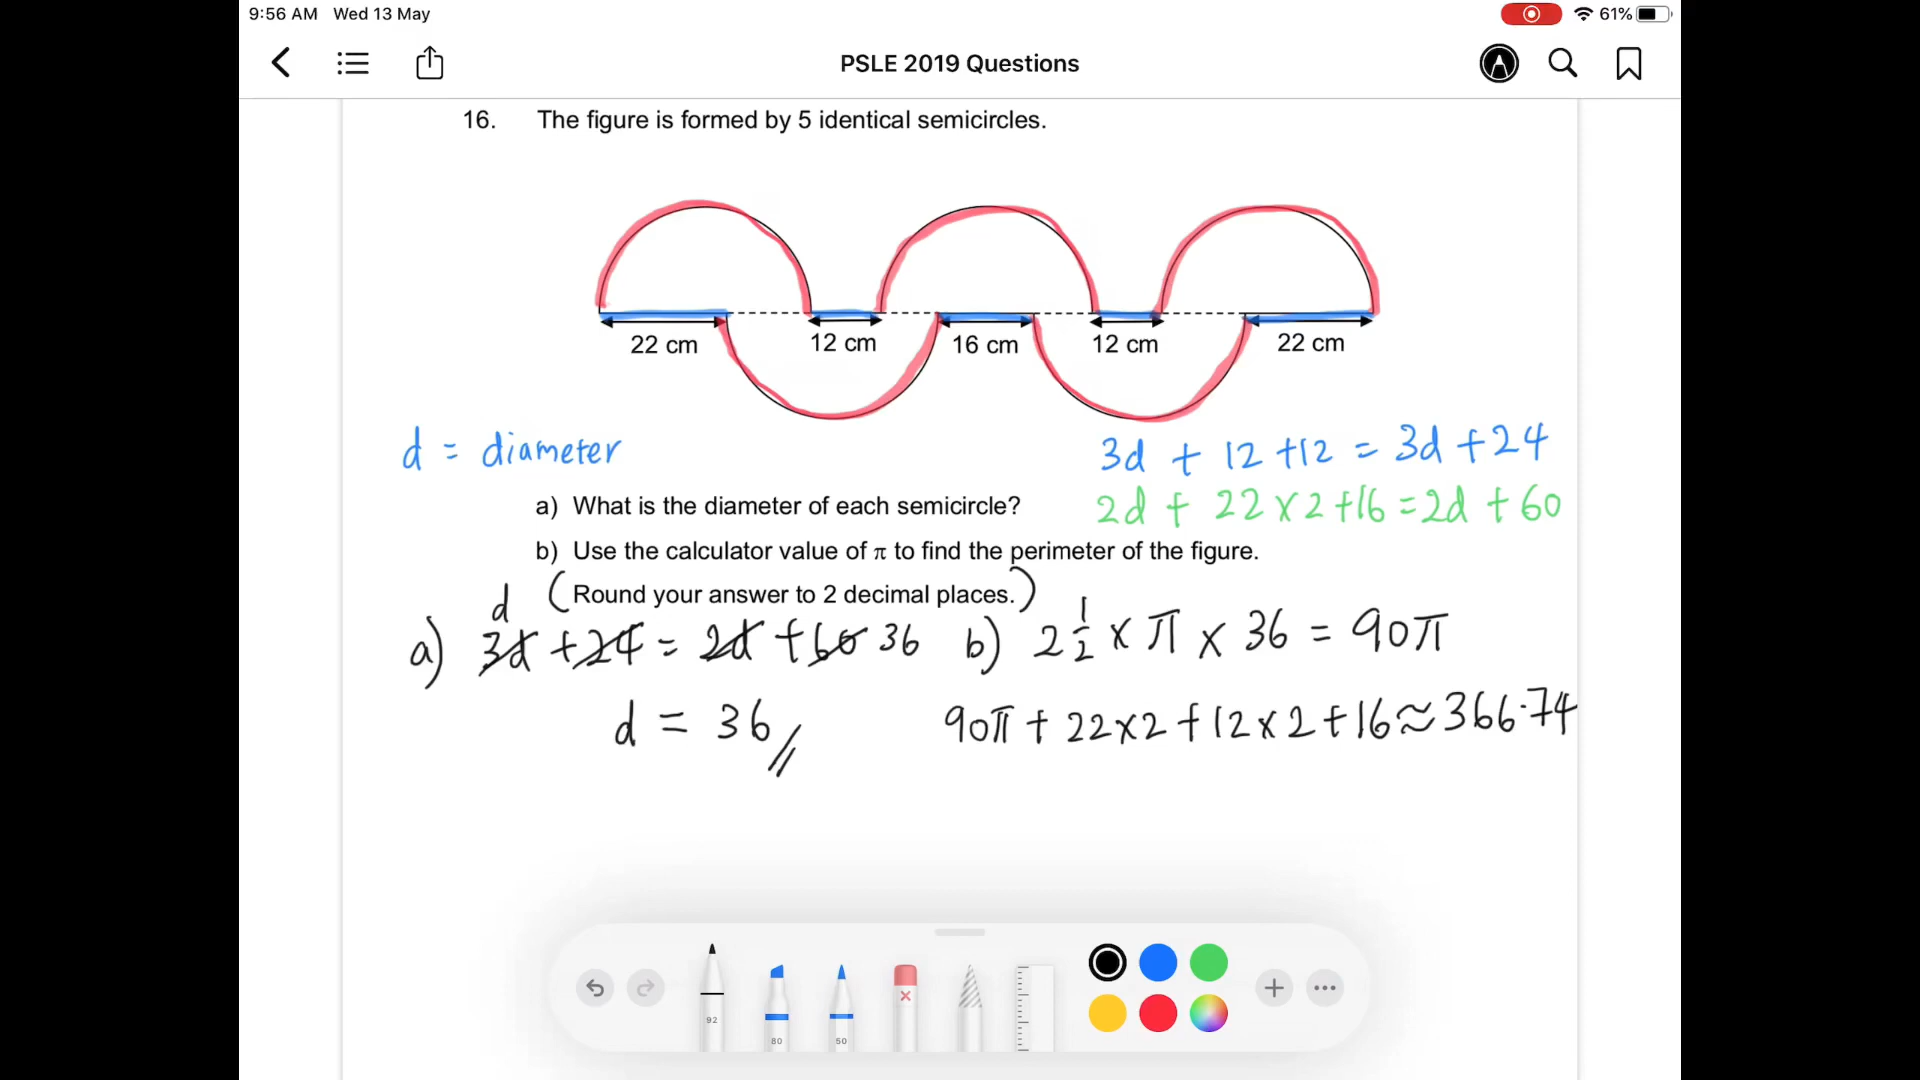 9:56 AM Wed 13 May 61%
PSLE 2019 Questions
16. The figure is formed by 5 identical semicircles.
22 cm 12 cm 16 cm 12 cm 22 cm
d = diameter
3d + 12 + 12 = 3d + 24
a) What is the diameter of each semicircle?
2d + 22 x 2 + 16 = 2d + 60
b) Use the calculator value of π to find the perimeter of the figure.
(Round your answer to 2 decimal places.)
d
a) 3d + 24 = 2d + 60 36
d = 36
b) 2 1/2 x π x 36 = 90π
90π + 22 x 2 + 12 x 2 + 16 ≈ 366.74
92 80 50